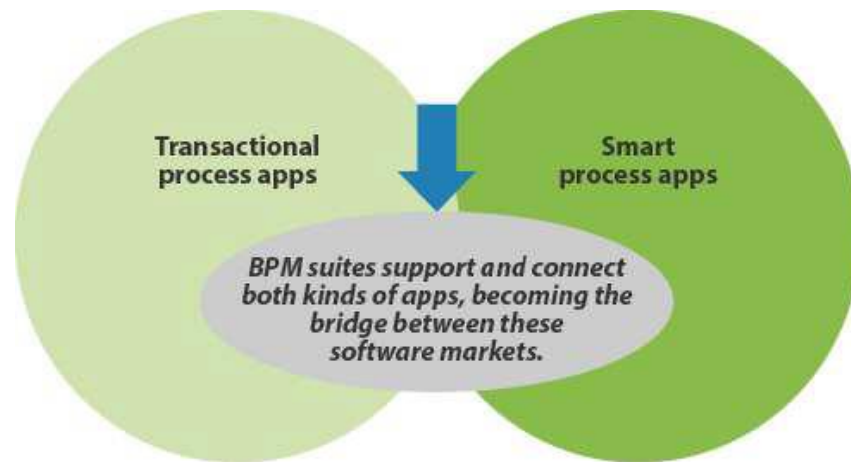 Transactional
process apps
Smart
process apps
BPM suites support and connect
both kinds of apps, becoming the
bridge between these
software markets.